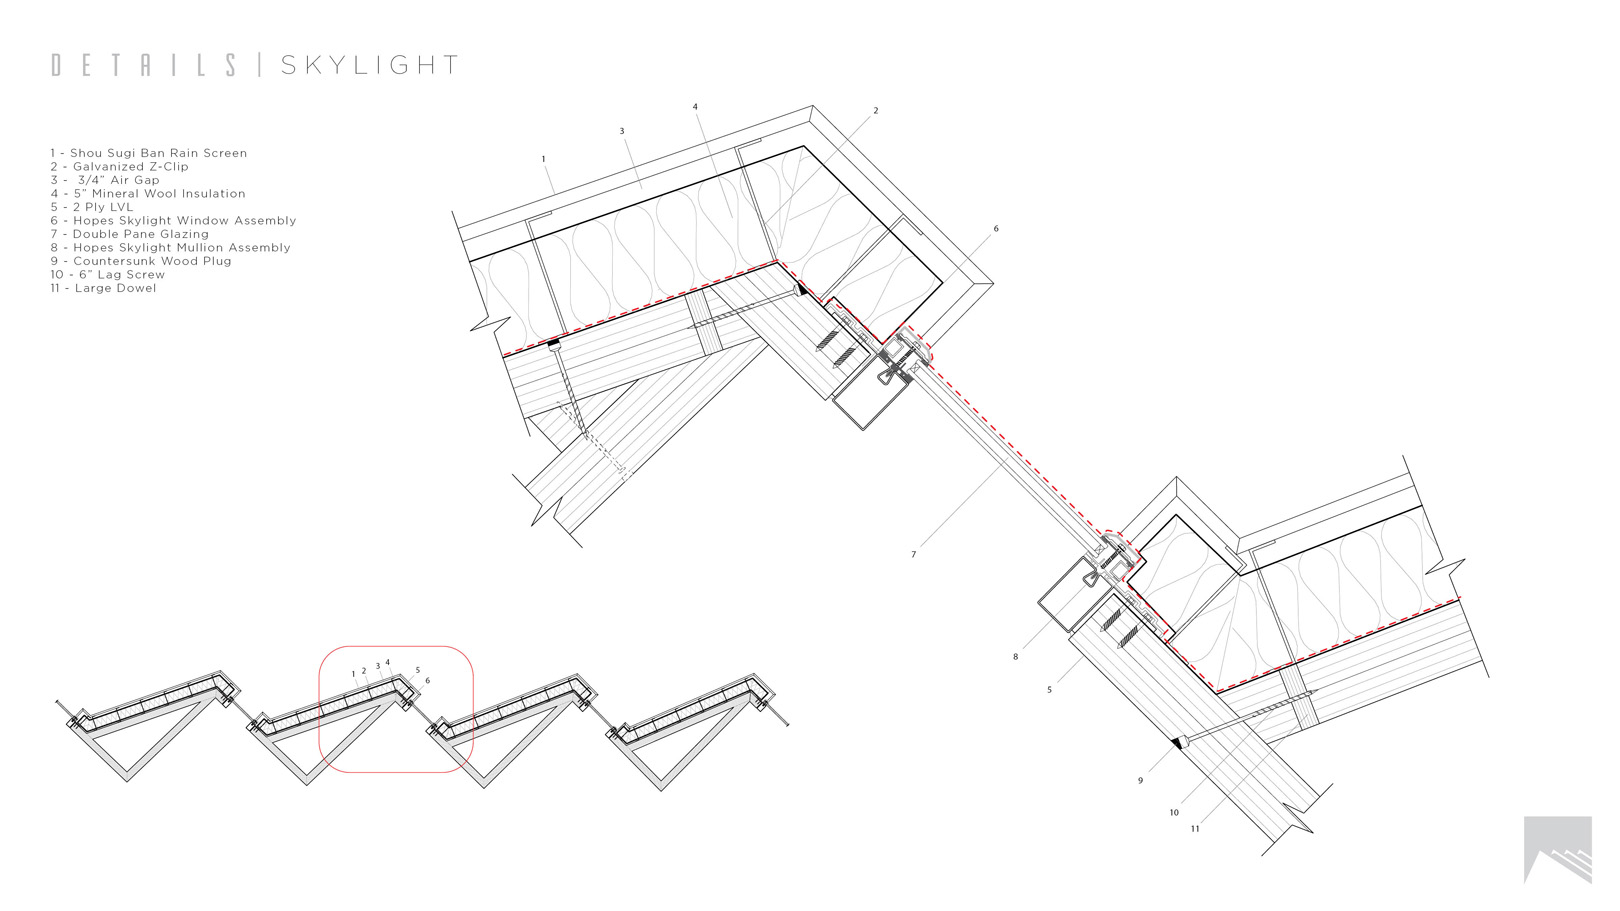 DETAILS | SKYLIGHT
1 - Shou Sugi Ban Rain Screen
2 - Galvanized Z-Clip
3 - 3/4” Air Gap
4 - 5” Mineral Wool Insulation
5 - 2 Ply LVL
6 - Hopes Skylight Window Assembly
7 - Double Pane Glazing
8 - Hopes Skylight Mullion Assembly
9 - Countersunk Wood Plug
10 - 6” Lag Screw
11 - Large Dowel
4
2
3
1
6
7
8
5
9
10
11
1
2
3
4
5
6